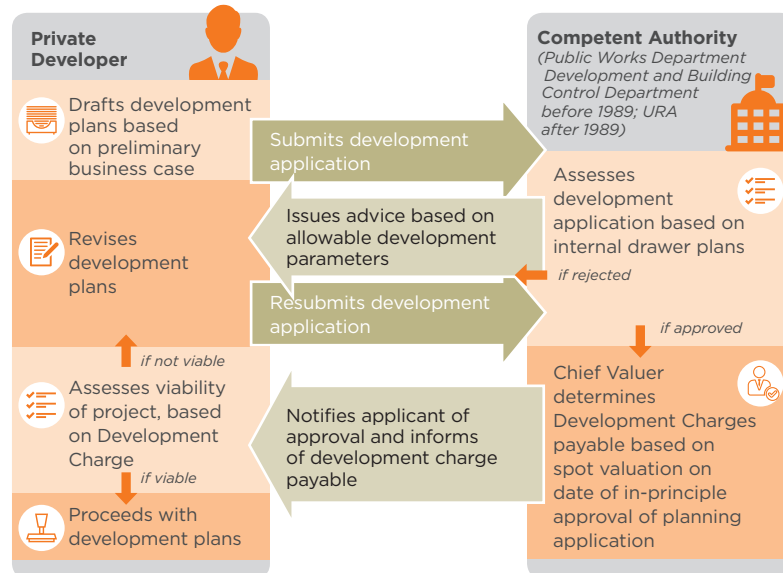 Private
Developer
Drafts development
plans based
on preliminary
business case
Submits development
application
Competent Authority
(Public Works Department
Development and Building
Control Department
before 1989; URA
after 1989)
Assesses
development
application based on
internal drawer plans
if rejected
Issues advice based on
allowable development
parameters
Revises
development
plans
Resubmits development
application
if approved
Chief Valuer
determines
Development Charges
payable based on
spot valuation on
date of in-principle
approval of planning
application
Notifies applicant of
approval and informs
of development charge
payable
if not viable
Assesses viability
of project, based
on Development
Charge
if viable
Proceeds with
development plans